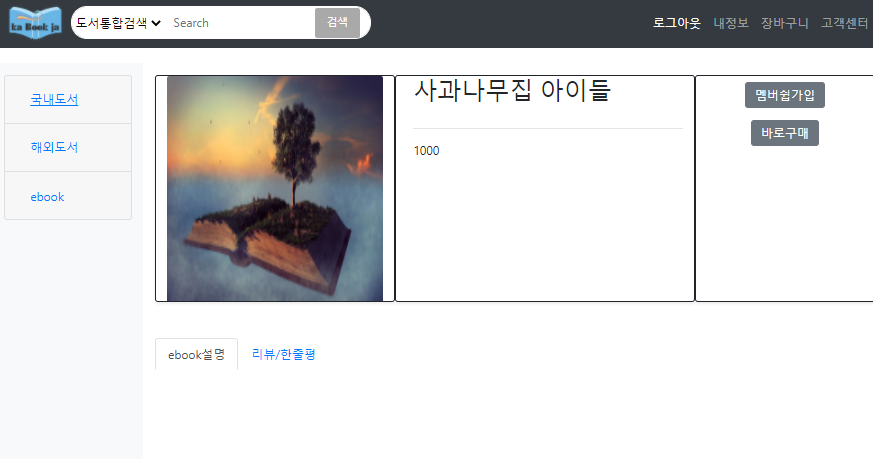 ka Book ja
도서통합검색 Search 검색
로그아웃 내정보 장바구니 고객센터
국내도서
해외도서
ebook
사과나무집 아이들
1000
멤버쉽가입
바로구매
ebook설명 리뷰/한줄평